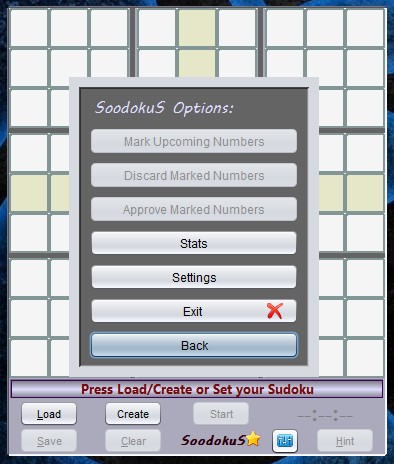 SoodokuS Options:
Mark Upcoming Numbers
Discard Marked Numbers
Approve Marked Numbers
Stats
Settings
Exit
Back
Press Load/Create or Set your Sudoku
Load Create Start --:--:--
Save Clear SoodokuS Hint